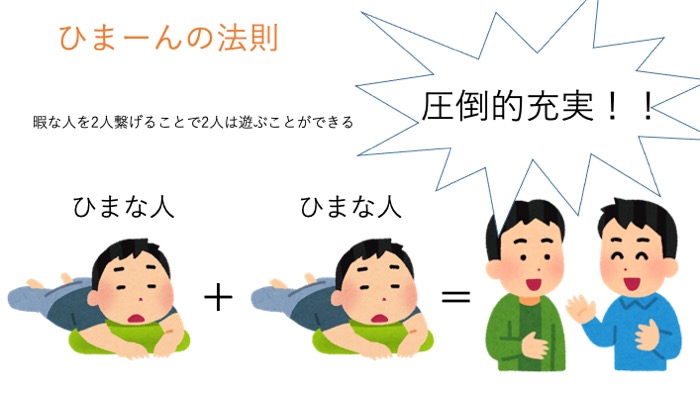 ひまーんの法則
圧倒的充実！！
暇な人を2人繋げることで2人は遊ぶことができる
ひまな人
ひまな人
＋
＝